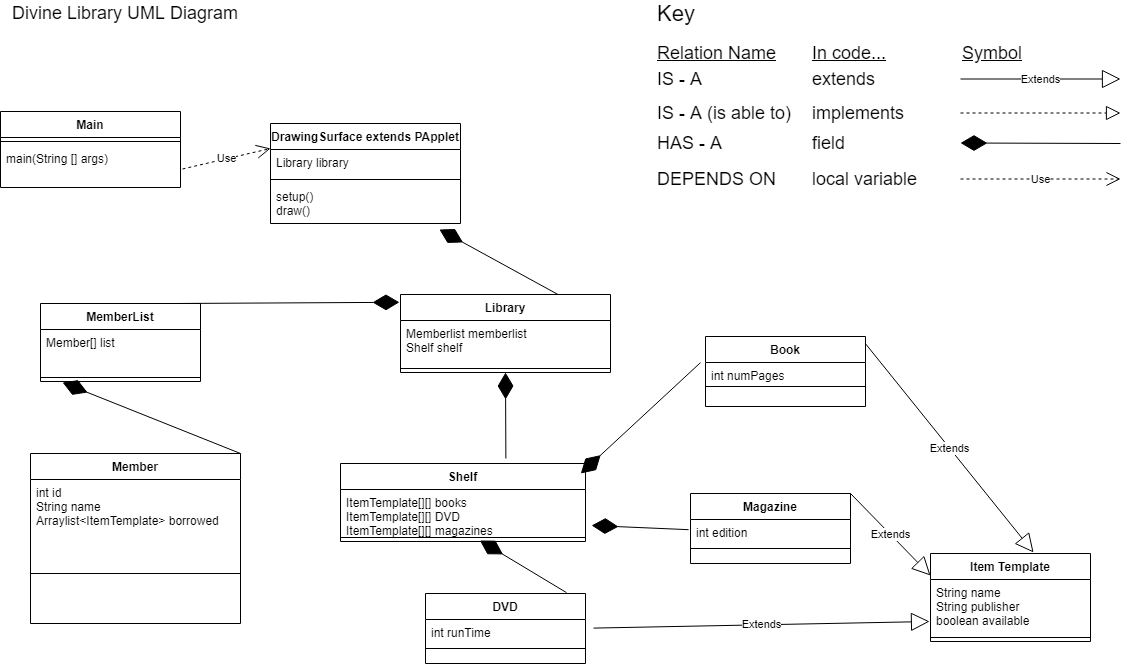 Divine Library UML Diagram
Key
Relation Name In code... Symbol
IS - A extends Extends
IS - A (is able to) implements
HAS - A field
DEPENDS ON local variable Use
Main
main(String [] args)
Use
DrawingSurface extends PApplet
Library library
setup()
draw()
MemberList
Member[] list
Library
Memberlist memberlist
Shelf shelf
Book
int numPages
Extends
Member
int id
String name
Arraylist<ItemTemplate> borrowed
Shelf
ItemTemplate[][] books
ItemTemplate[][] DVD
ItemTemplate[][] magazines
Magazine
int edition
Extends
Item Template
String name
String publisher
boolean available
DVD
int runTime
Extends